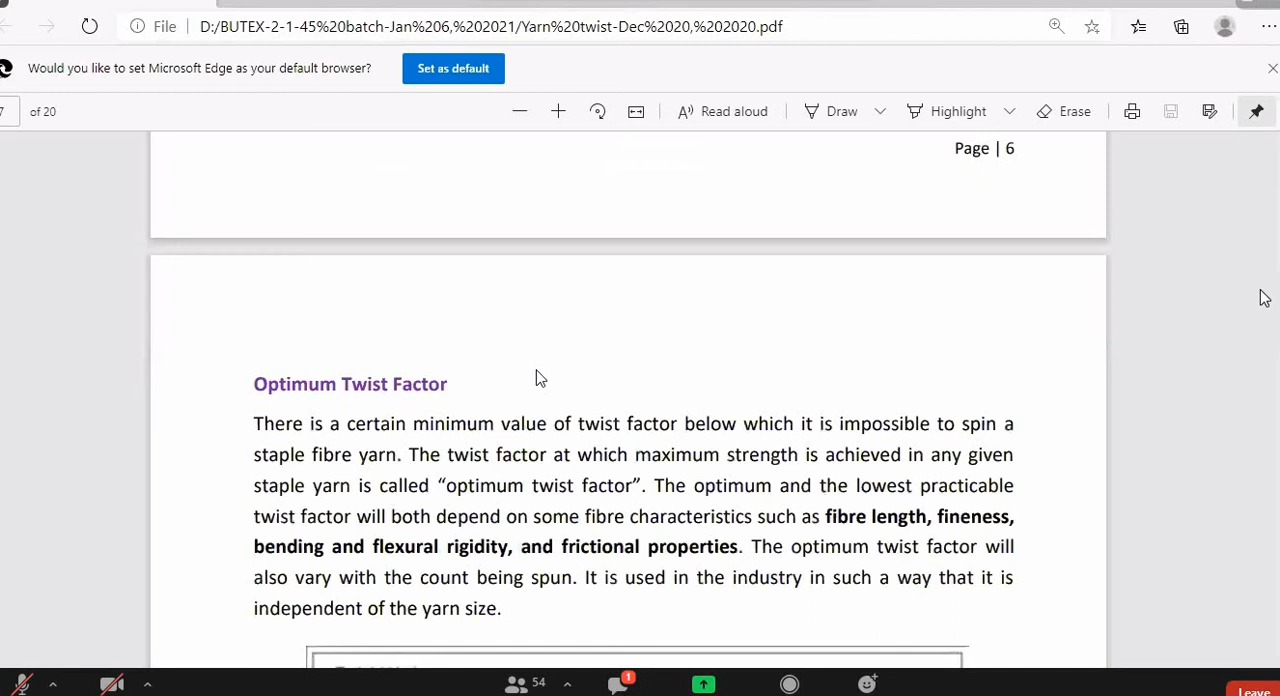 File D:/BUTEX-2-1-45%20batch-Jan%206,%202021/Yarn%20twist-Dec%2020,%202020.pdf
Would you like to set Microsoft Edge as your default browser? Set as default
7 of 20 Read aloud Draw Highlight Erase
Page | 6
Optimum Twist Factor
There is a certain minimum value of twist factor below which it is impossible to spin a
staple fibre yarn. The twist factor at which maximum strength is achieved in any given
staple yarn is called “optimum twist factor”. The optimum and the lowest practicable
twist factor will both depend on some fibre characteristics such as fibre length, fineness,
bending and flexural rigidity, and frictional properties. The optimum twist factor will
also vary with the count being spun. It is used in the industry in such a way that it is
independent of the yarn size.
54 1 Leave